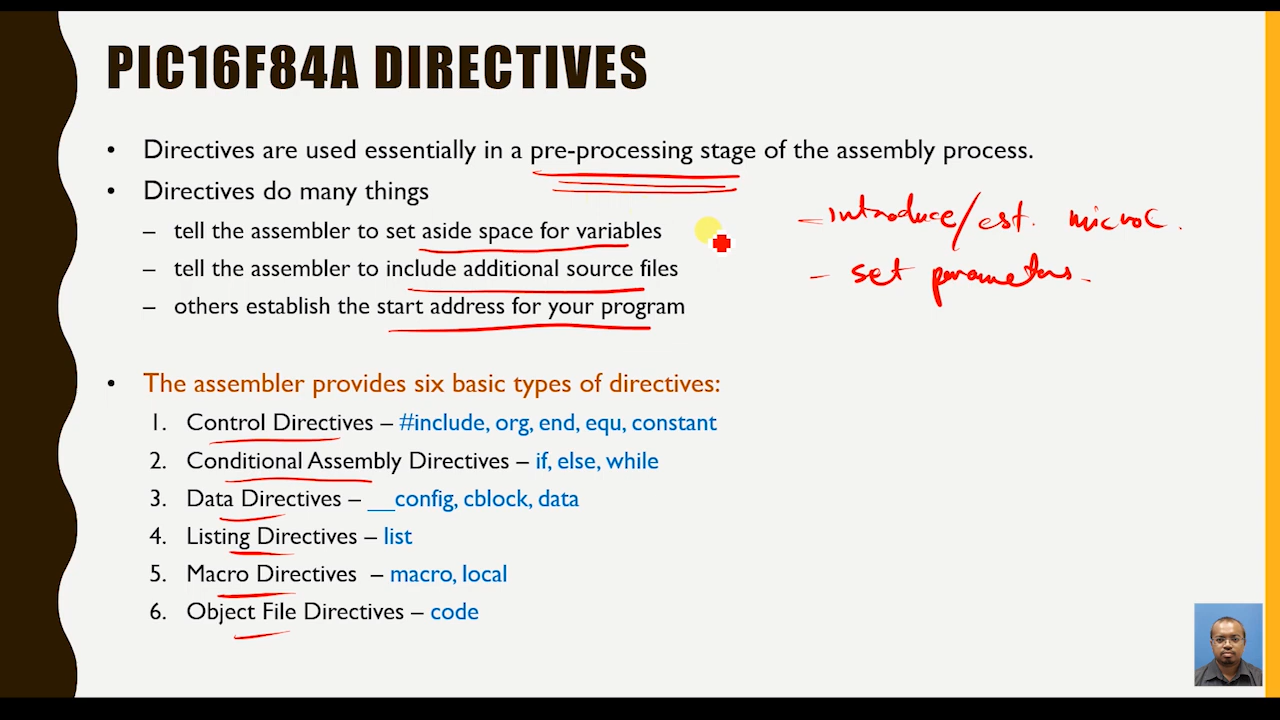 PIC16F84A DIRECTIVES
• Directives are used essentially in a pre-processing stage of the assembly process.
• Directives do many things
– tell the assembler to set aside space for variables
– tell the assembler to include additional source files
– others establish the start address for your program
- introduce/est. microC.
- set parameters.
• The assembler provides six basic types of directives:
1. Control Directives – #include, org, end, equ, constant
2. Conditional Assembly Directives – if, else, while
3. Data Directives – __config, cblock, data
4. Listing Directives – list
5. Macro Directives – macro, local
6. Object File Directives – code